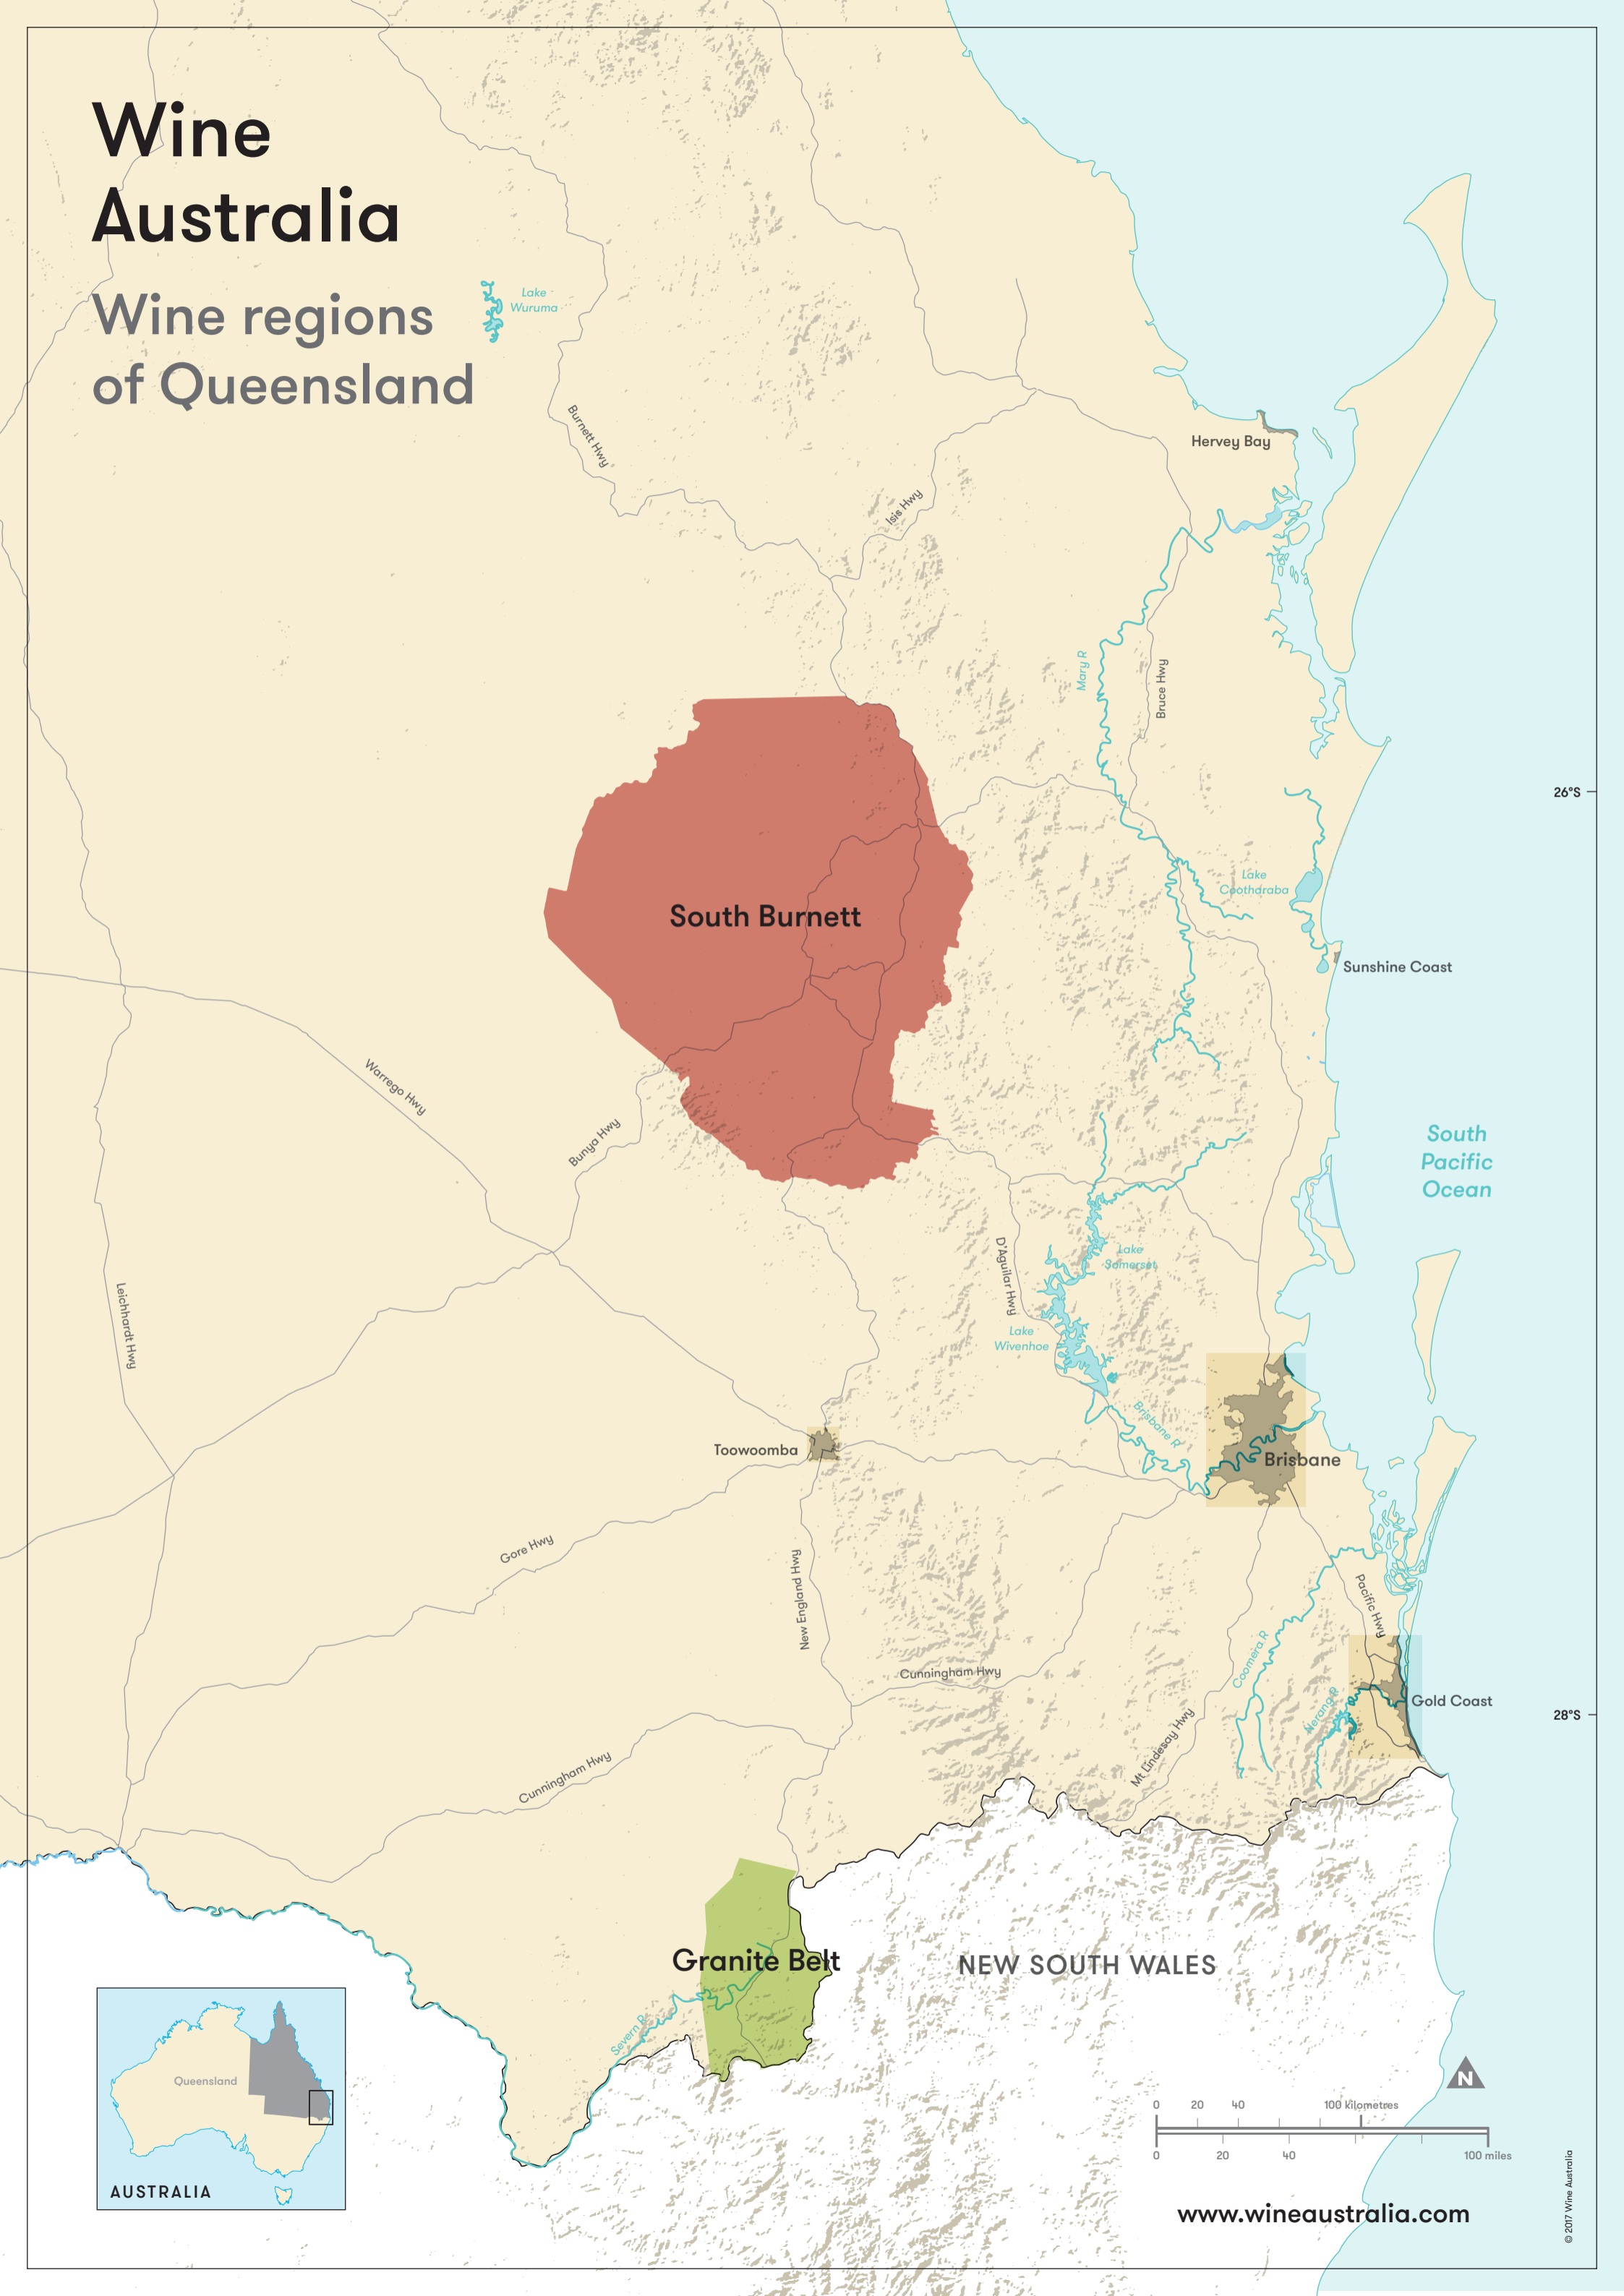 Wine
Australia
Wine regions
of Queensland
Lake
Wuruma
Burnett Hwy
Hervey Bay
Isis Hwy
Mary R
Bruce Hwy
26°S
Lake
Cootharaba
South Burnett
Sunshine Coast
Warrego Hwy
Bunya Hwy
South
Pacific
Ocean
D'Aguilar Hwy
Lake
Somerset
Leichhardt Hwy
Lake
Wivenhoe
Brisbane R
Toowoomba
Brisbane
Gore Hwy
New England Hwy
Pacific Hwy
Coomera R
Cunningham Hwy
Nerang R
Gold Coast
28°S
Mt Lindesay Hwy
Cunningham Hwy
Granite Belt
NEW SOUTH WALES
Severn R
Queensland
AUSTRALIA
N
0 20 40 100 kilometres
0 20 40 100 miles
www.wineaustralia.com
© 2017 Wine Australia